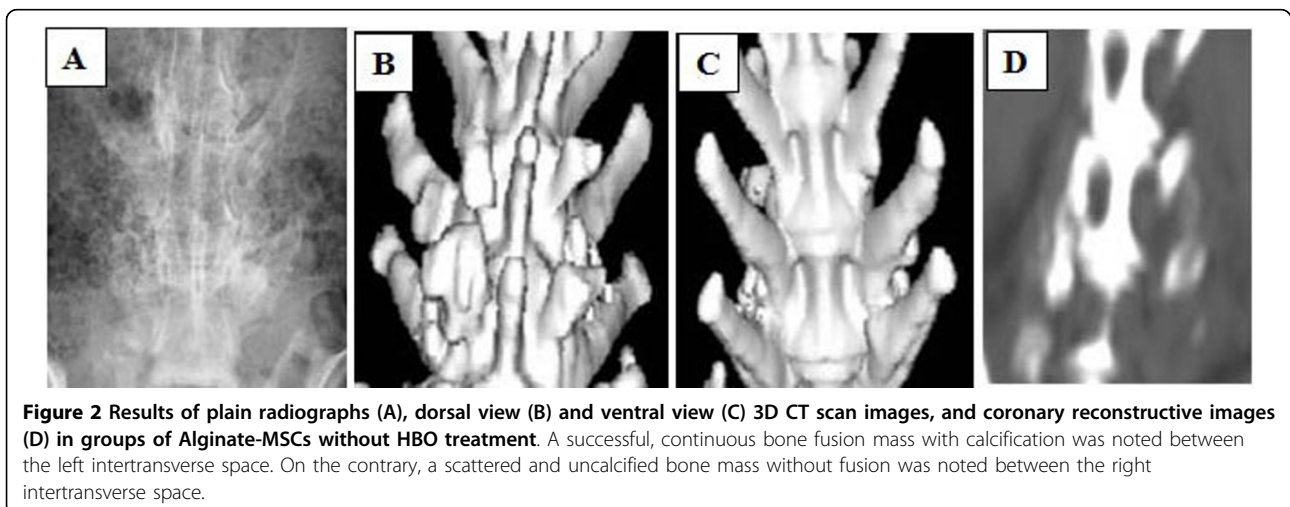 A
B
C
D
Figure 2 Results of plain radiographs (A), dorsal view (B) and ventral view (C) 3D CT scan images, and coronary reconstructive images
(D) in groups of Alginate-MSCs without HBO treatment. A successful, continuous bone fusion mass with calcification was noted between
the left intertransverse space. On the contrary, a scattered and uncalcified bone mass without fusion was noted between the right
intertransverse space.